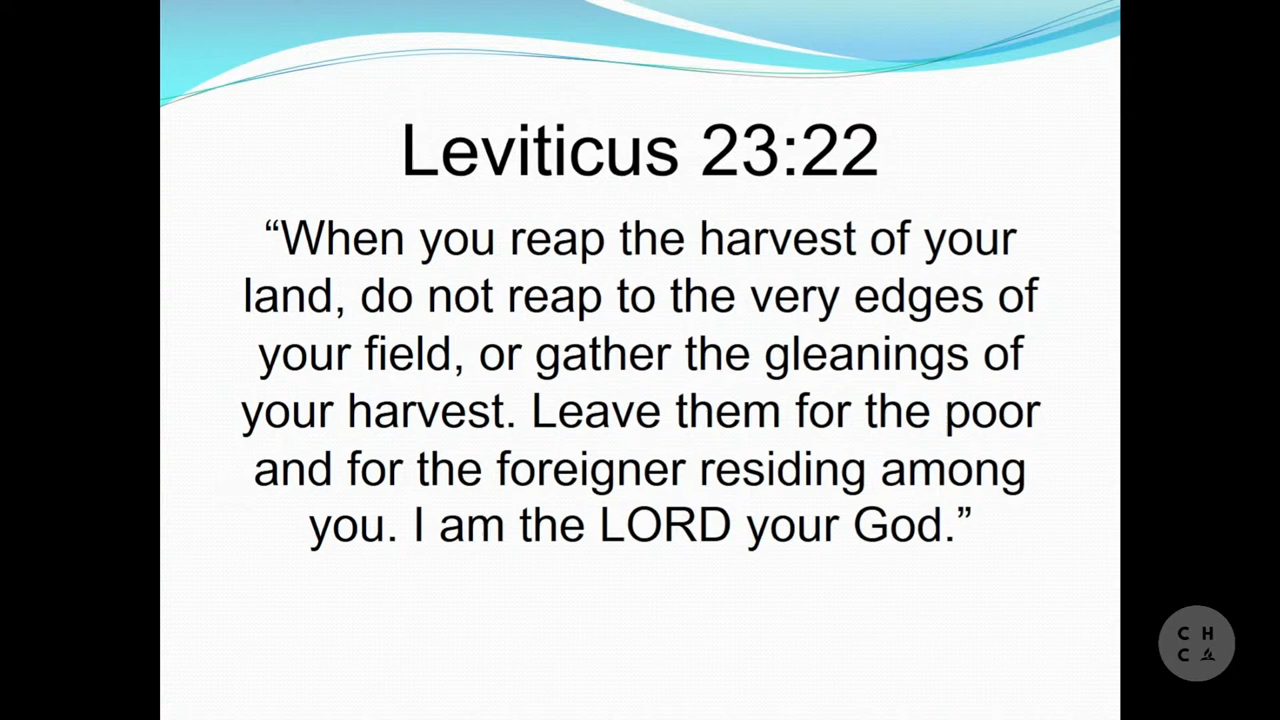 Leviticus 23:22
“When you reap the harvest of your
land, do not reap to the very edges of
your field, or gather the gleanings of
your harvest. Leave them for the poor
and for the foreigner residing among
you. I am the LORD your God.”
C H
C